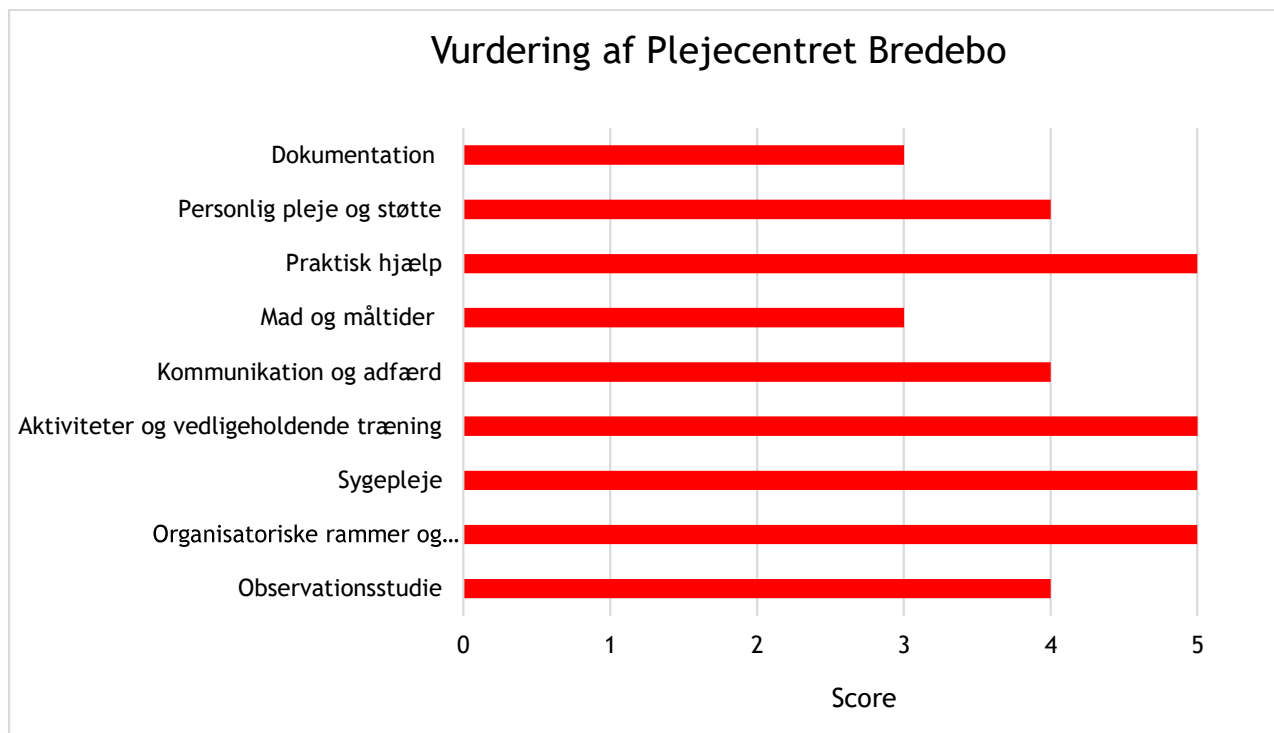 Vurdering af Plejecentret Bredebo
Dokumentation
Personlig pleje og støtte
Praktisk hjælp
Mad og måltider
Kommunikation og adfærd
Aktiviteter og vedligeholdende træning
Sygepleje
Organisatoriske rammer og...
Observationsstudie
0 1 2 3 4 5
Score